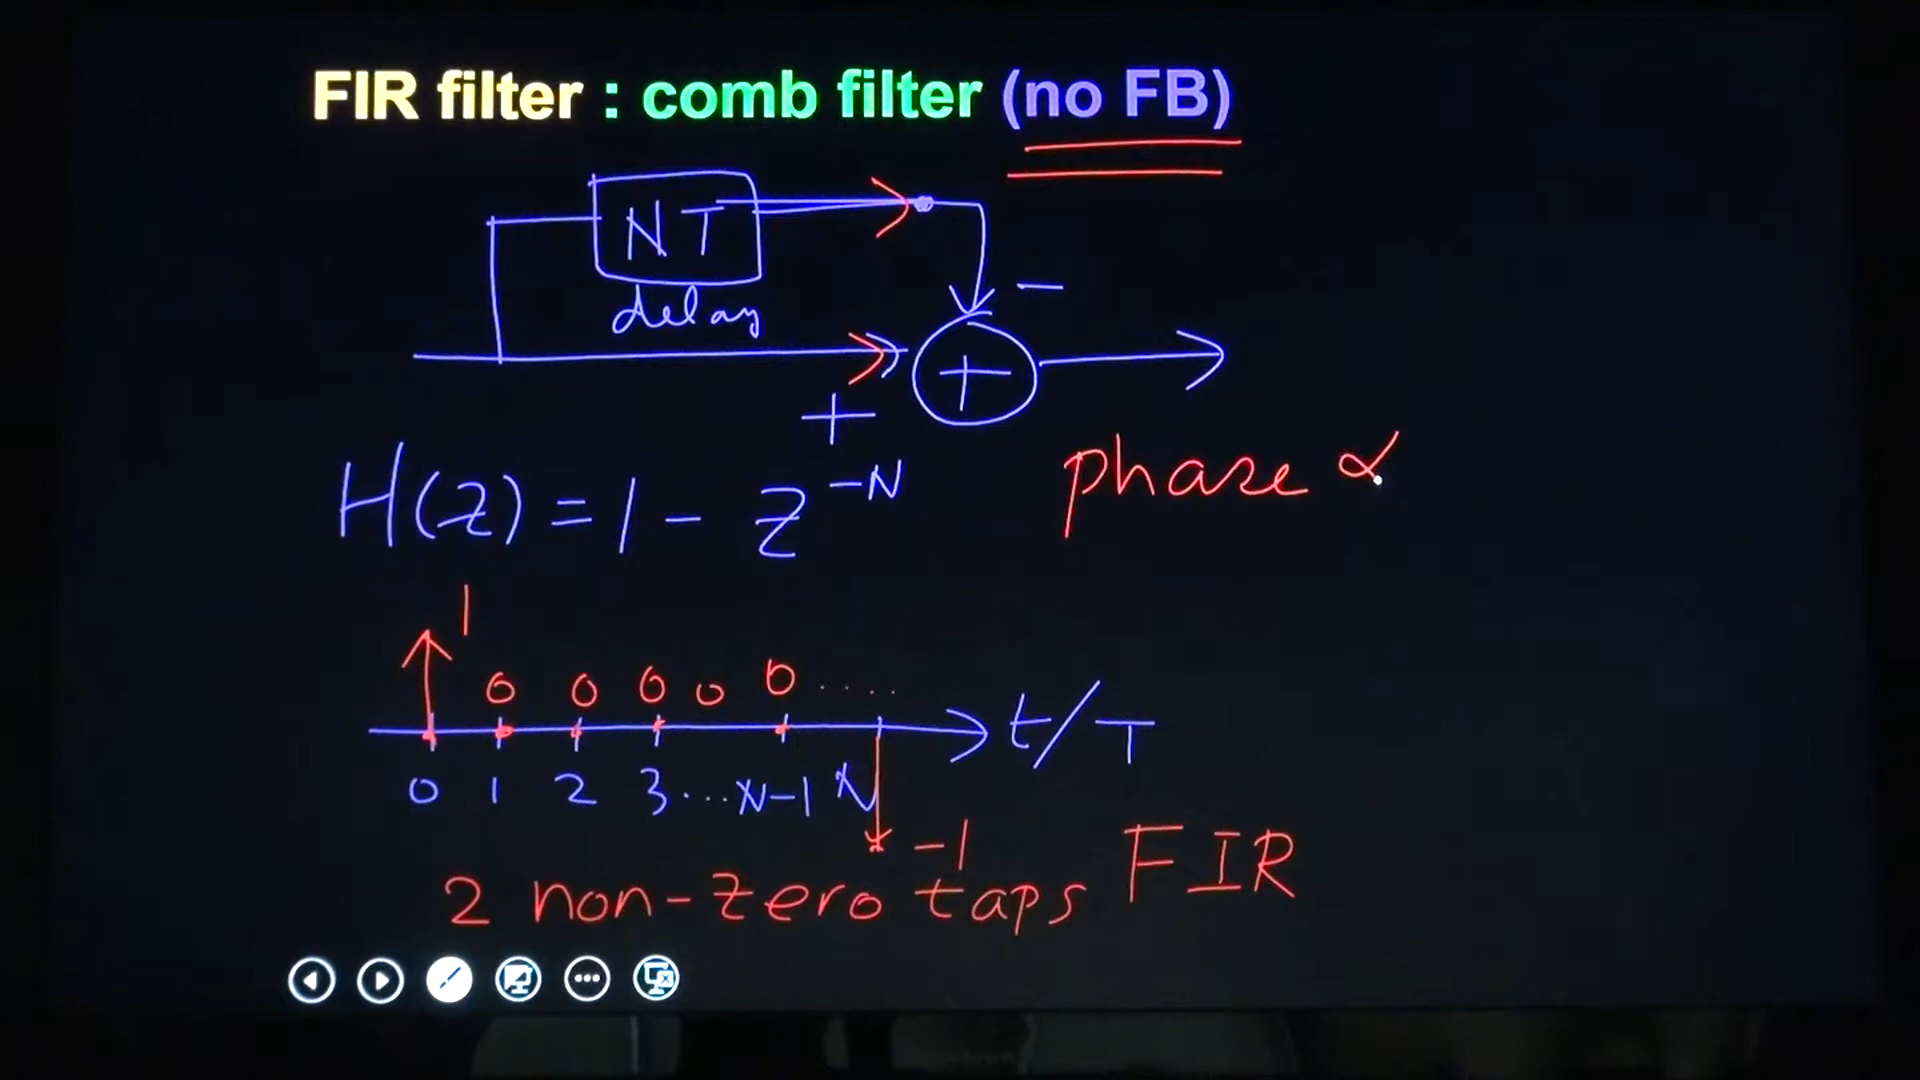 FIR filter : comb filter (no FB)
NT
delay
−
+
+
H(z) = 1 - z^-N
phase ∝
1
0 0 0 0 0 ....
0 1 2 3 ... N-1 N
t/T
-1
2 non-zero taps FIR